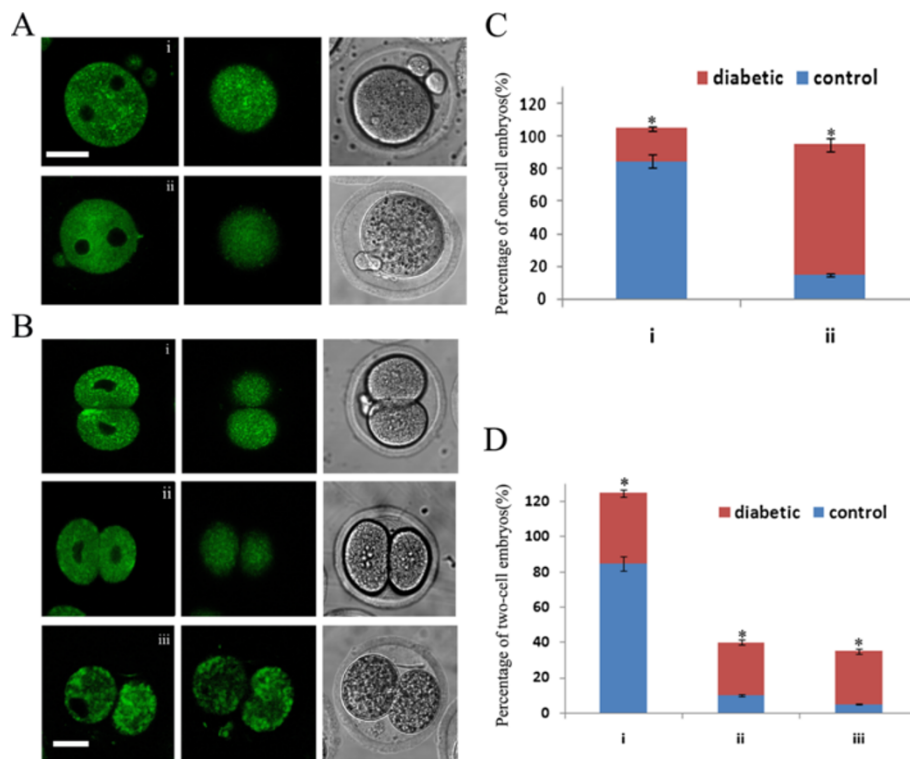 A
i
ii
B
i
ii
iii
C
diabetic control
Percentage of one-cell embryos(%)
120
100
80
60
40
20
0
*
*
i ii
D
diabetic control
Percentage of two-cell embryos(%)
120
100
80
60
40
20
0
*
*
*
i ii iii